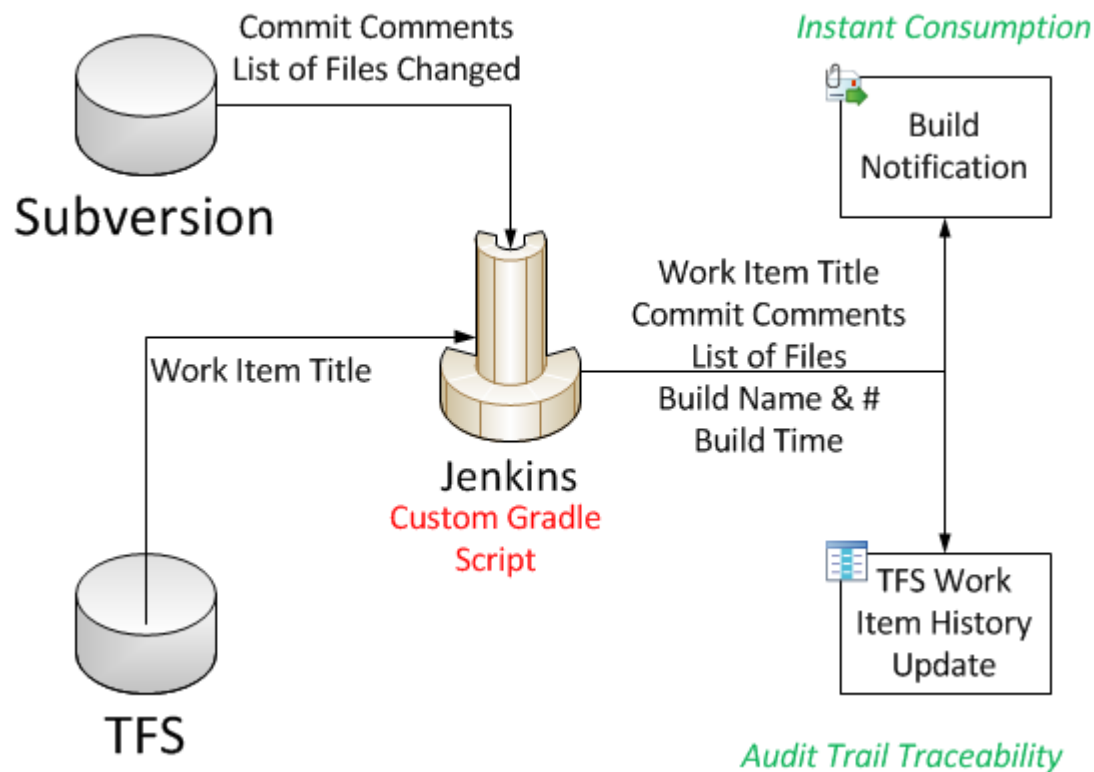 Commit Comments
List of Files Changed
Instant Consumption
Build
Notification
Subversion
Work Item Title
Work Item Title
Commit Comments
List of Files
Build Name & #
Build Time
Jenkins
Custom Gradle
Script
TFS
TFS Work
Item History
Update
Audit Trail Traceability